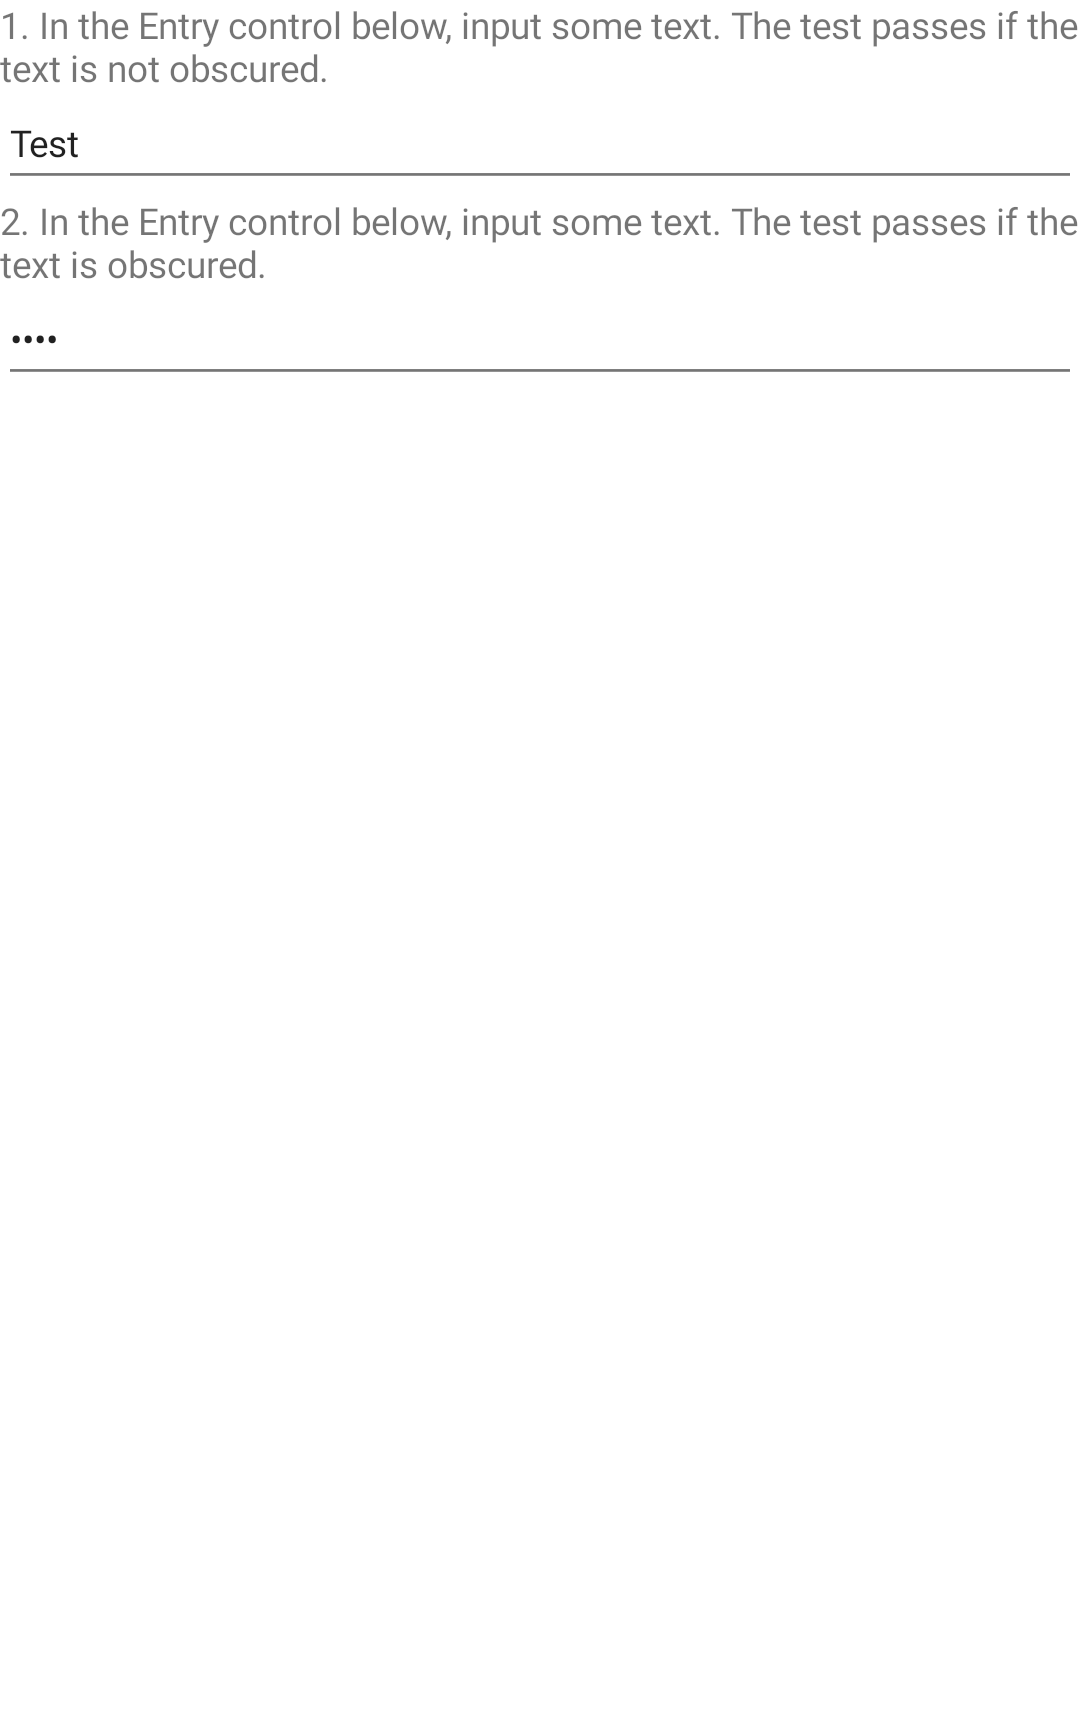 1. In the Entry control below, input some text. The test passes if the
text is not obscured.
Test
2. In the Entry control below, input some text. The test passes if the
text is obscured.
••••